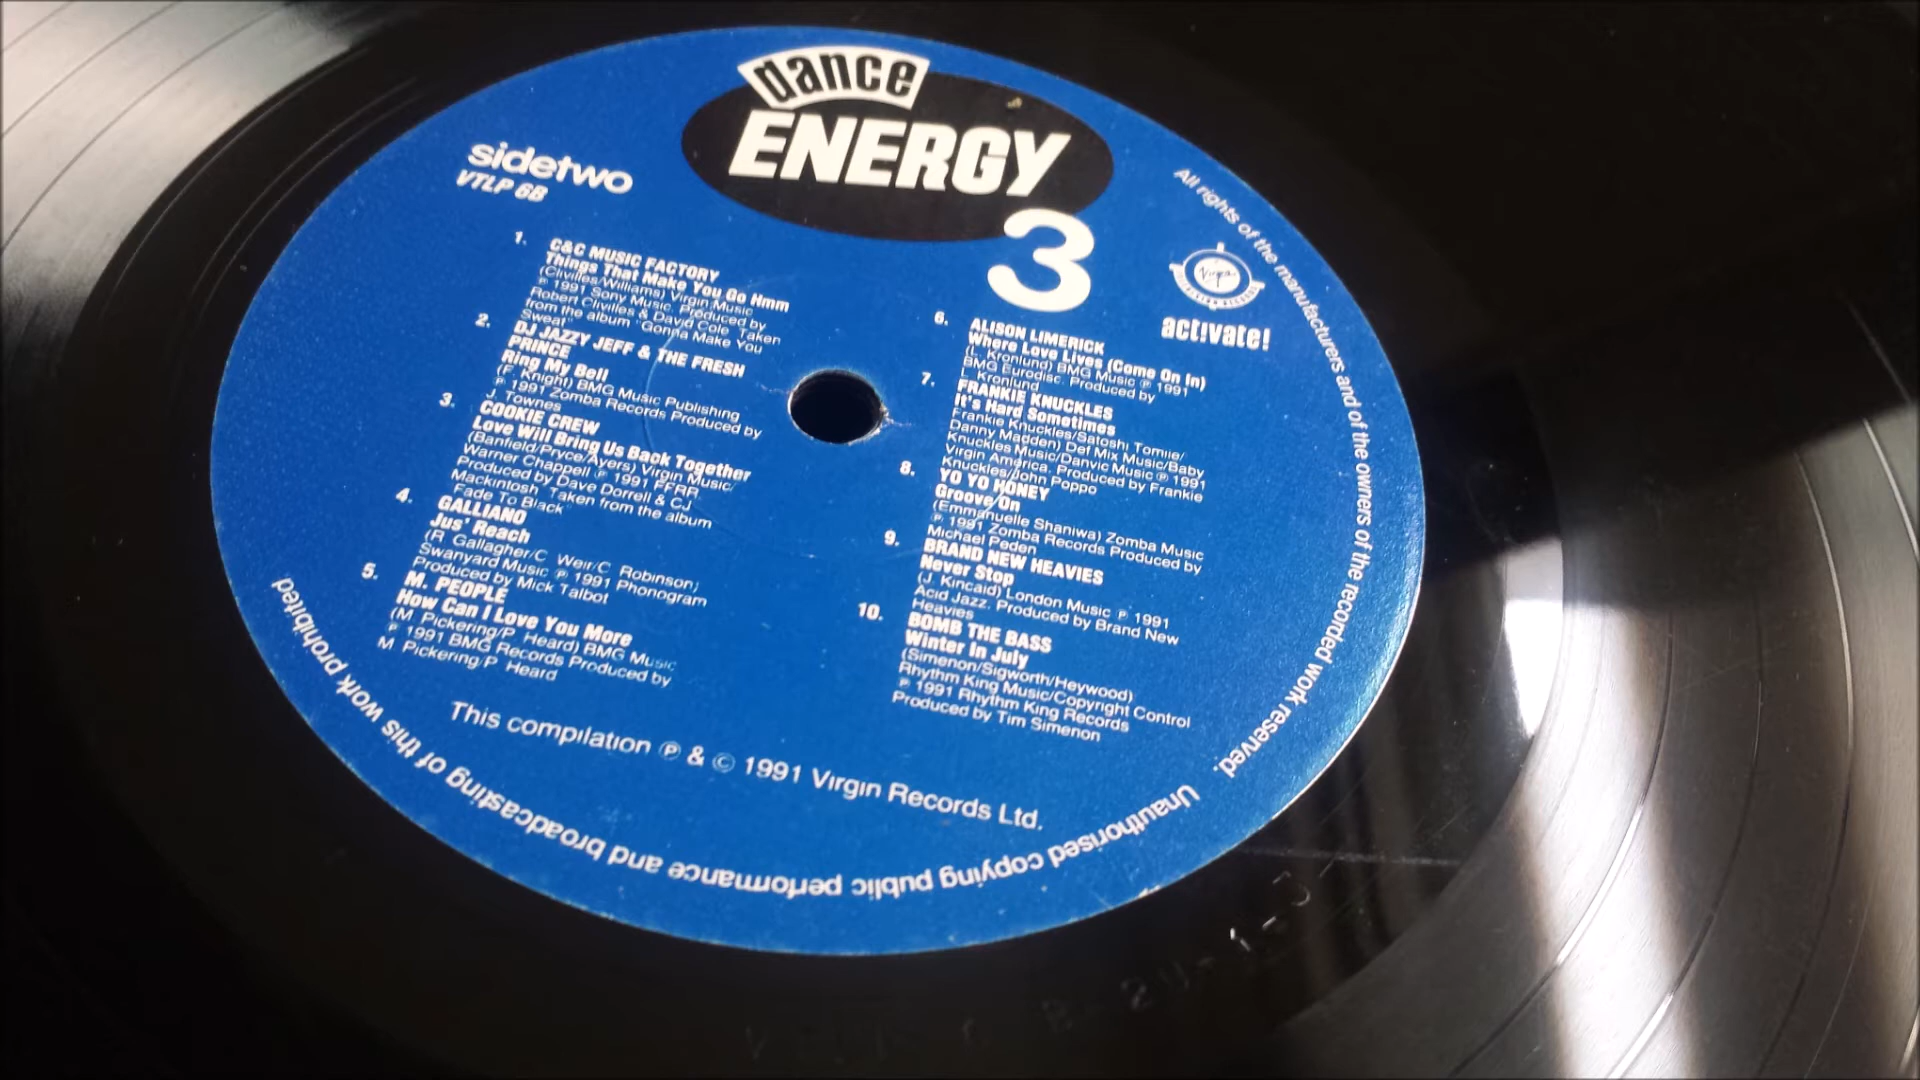 dance
ENERGY
3
sidetwo
VTLP 6B
1. C&C MUSIC FACTORY
Things That Make You Go Hmm
(Clivilles/Williams) Virgin Music
℗ 1991 Sony Music. Produced by
Robert Clivilles & David Cole. Taken
from the album "Gonna Make You
Sweat"
2. DJ JAZZY JEFF & THE FRESH
PRINCE
Ring My Bell
(F. Knight) BMG Music Publishing
℗ 1991 Zomba Records Produced by
J. Townes
3. COOKIE CREW
Love Will Bring Us Back Together
(Banfield/Pryce/Ayers) Virgin Music/
Warner Chappell ℗ 1991 FFRR
Produced by Dave Dorrell & CJ
Mackintosh. Taken from the album
Fade To Black"
4. GALLIANO
Jus' Reach
(R. Gallagher/C. Weir/C. Robinson)
Swanyard Music ℗ 1991 Phonogram
Produced by Mick Talbot
5. M. PEOPLE
How Can I Love You More
(M. Pickering/P. Heard) BMG Music
℗ 1991 BMG Records Produced by
M. Pickering/P. Heard
Virgin
act!vate!
6. ALISON LIMERICK
Where Love Lives (Come On In)
(L. Kronlund) BMG Music ℗ 1991
BMG Eurodisc. Produced by
L. Kronlund
7. FRANKIE KNUCKLES
It's Hard Sometimes
Frankie Knuckles/Satoshi Tomiie/
Danny Madden) Def Mix Music/Baby
Knuckles Music/Danvic Music ℗ 1991
Virgin America. Produced by Frankie
Knuckles/John Poppo
8. YO YO HONEY
Groove On
(Emmanuelle Shaniwa) Zomba Music
℗ 1991 Zomba Records Produced by
Michael Peden
9. BRAND NEW HEAVIES
Never Stop
(J. Kincaid) London Music ℗ 1991
Acid Jazz. Produced by Brand New
Heavies
10. BOMB THE BASS
Winter In July
(Simenon/Sigworth/Heywood)
Rhythm King Music/Copyright Control
℗ 1991 Rhythm King Records
Produced by Tim Simenon
This compilation ℗ & © 1991 Virgin Records Ltd.
All rights of the manufacturers and of the owners of the recorded work reserved.
Unauthorised copying public performance and broadcasting of this work prohibited